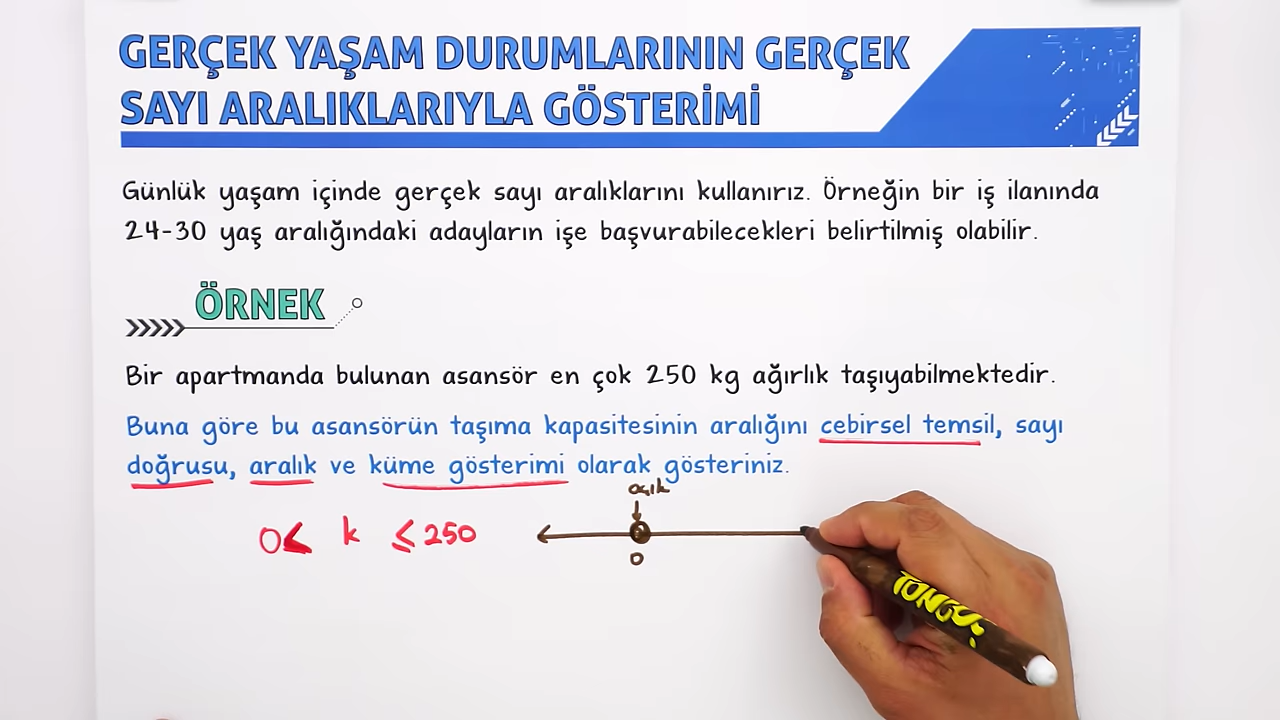 GERÇEK YAŞAM DURUMLARININ GERÇEK
SAYI ARALIKLARIYLA GÖSTERİMİ
Günlük yaşam içinde gerçek sayı aralıklarını kullanırız. Örneğin bir iş ilanında
24-30 yaş aralığındaki adayların işe başvurabilecekleri belirtilmiş olabilir.
ÖRNEK
Bir apartmanda bulunan asansör en çok 250 kg ağırlık taşıyabilmektedir.
Buna göre bu asansörün taşıma kapasitesinin aralığını cebirsel temsil, sayı
doğrusu, aralık ve küme gösterimi olarak gösteriniz.
açık
0< k ≤ 250
0
TONGUÇ